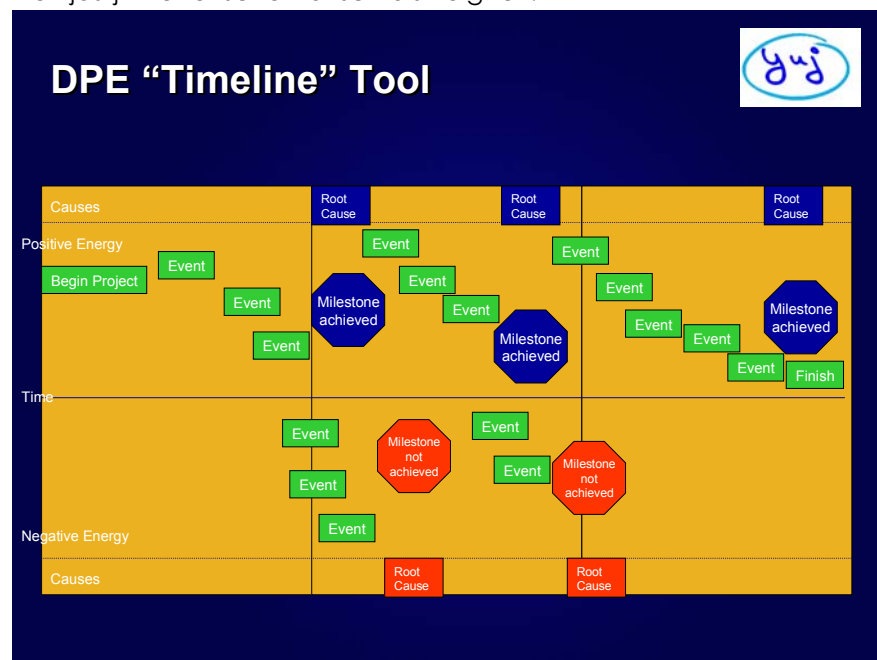 DPE “Timeline” Tool
yuj
Causes
Root
Cause
Root
Cause
Root
Cause
Positive Energy
Event
Event
Event
Begin Project
Event
Event
Event
Milestone
achieved
Event
Event
Milestone
achieved
Event
Milestone
achieved
Event
Event
Event
Finish
Time
Event
Event
Milestone
not
achieved
Event
Event
Milestone
not
achieved
Event
Negative Energy
Causes
Root
Cause
Root
Cause